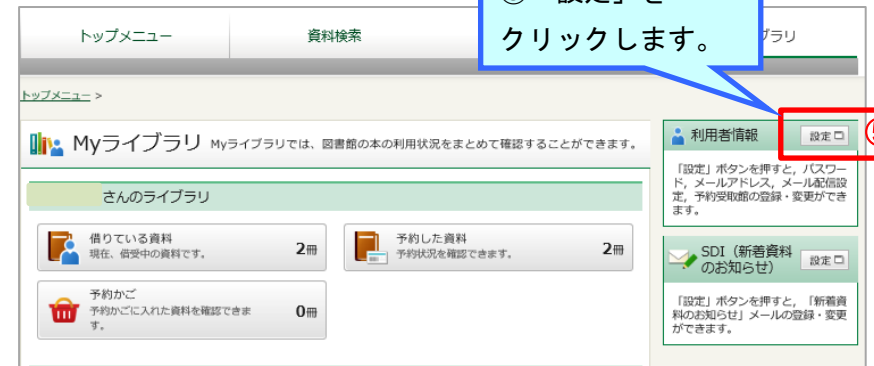 「設定」を
クリックします。
トップメニュー
資料検索
ブラリ
トップメニュー >
Myライブラリ Myライブラリでは、図書館の本の利用状況をまとめて確認することができます。
さんのライブラリ
借りている資料
現在、借受中の資料です。
2冊
予約した資料
予約状況を確認できます。
2冊
予約かご
予約かごに入れた資料を確認できま
す。
0冊
利用者情報
設定
「設定」ボタンを押すと，パスワー
ド，メールアドレス，メール配信設
定，予約受取館の登録・変更ができ
ます。
SDI（新着資料
のお知らせ）
設定
「設定」ボタンを押すと，「新着資
料のお知らせ」メールの登録・変更
ができます。